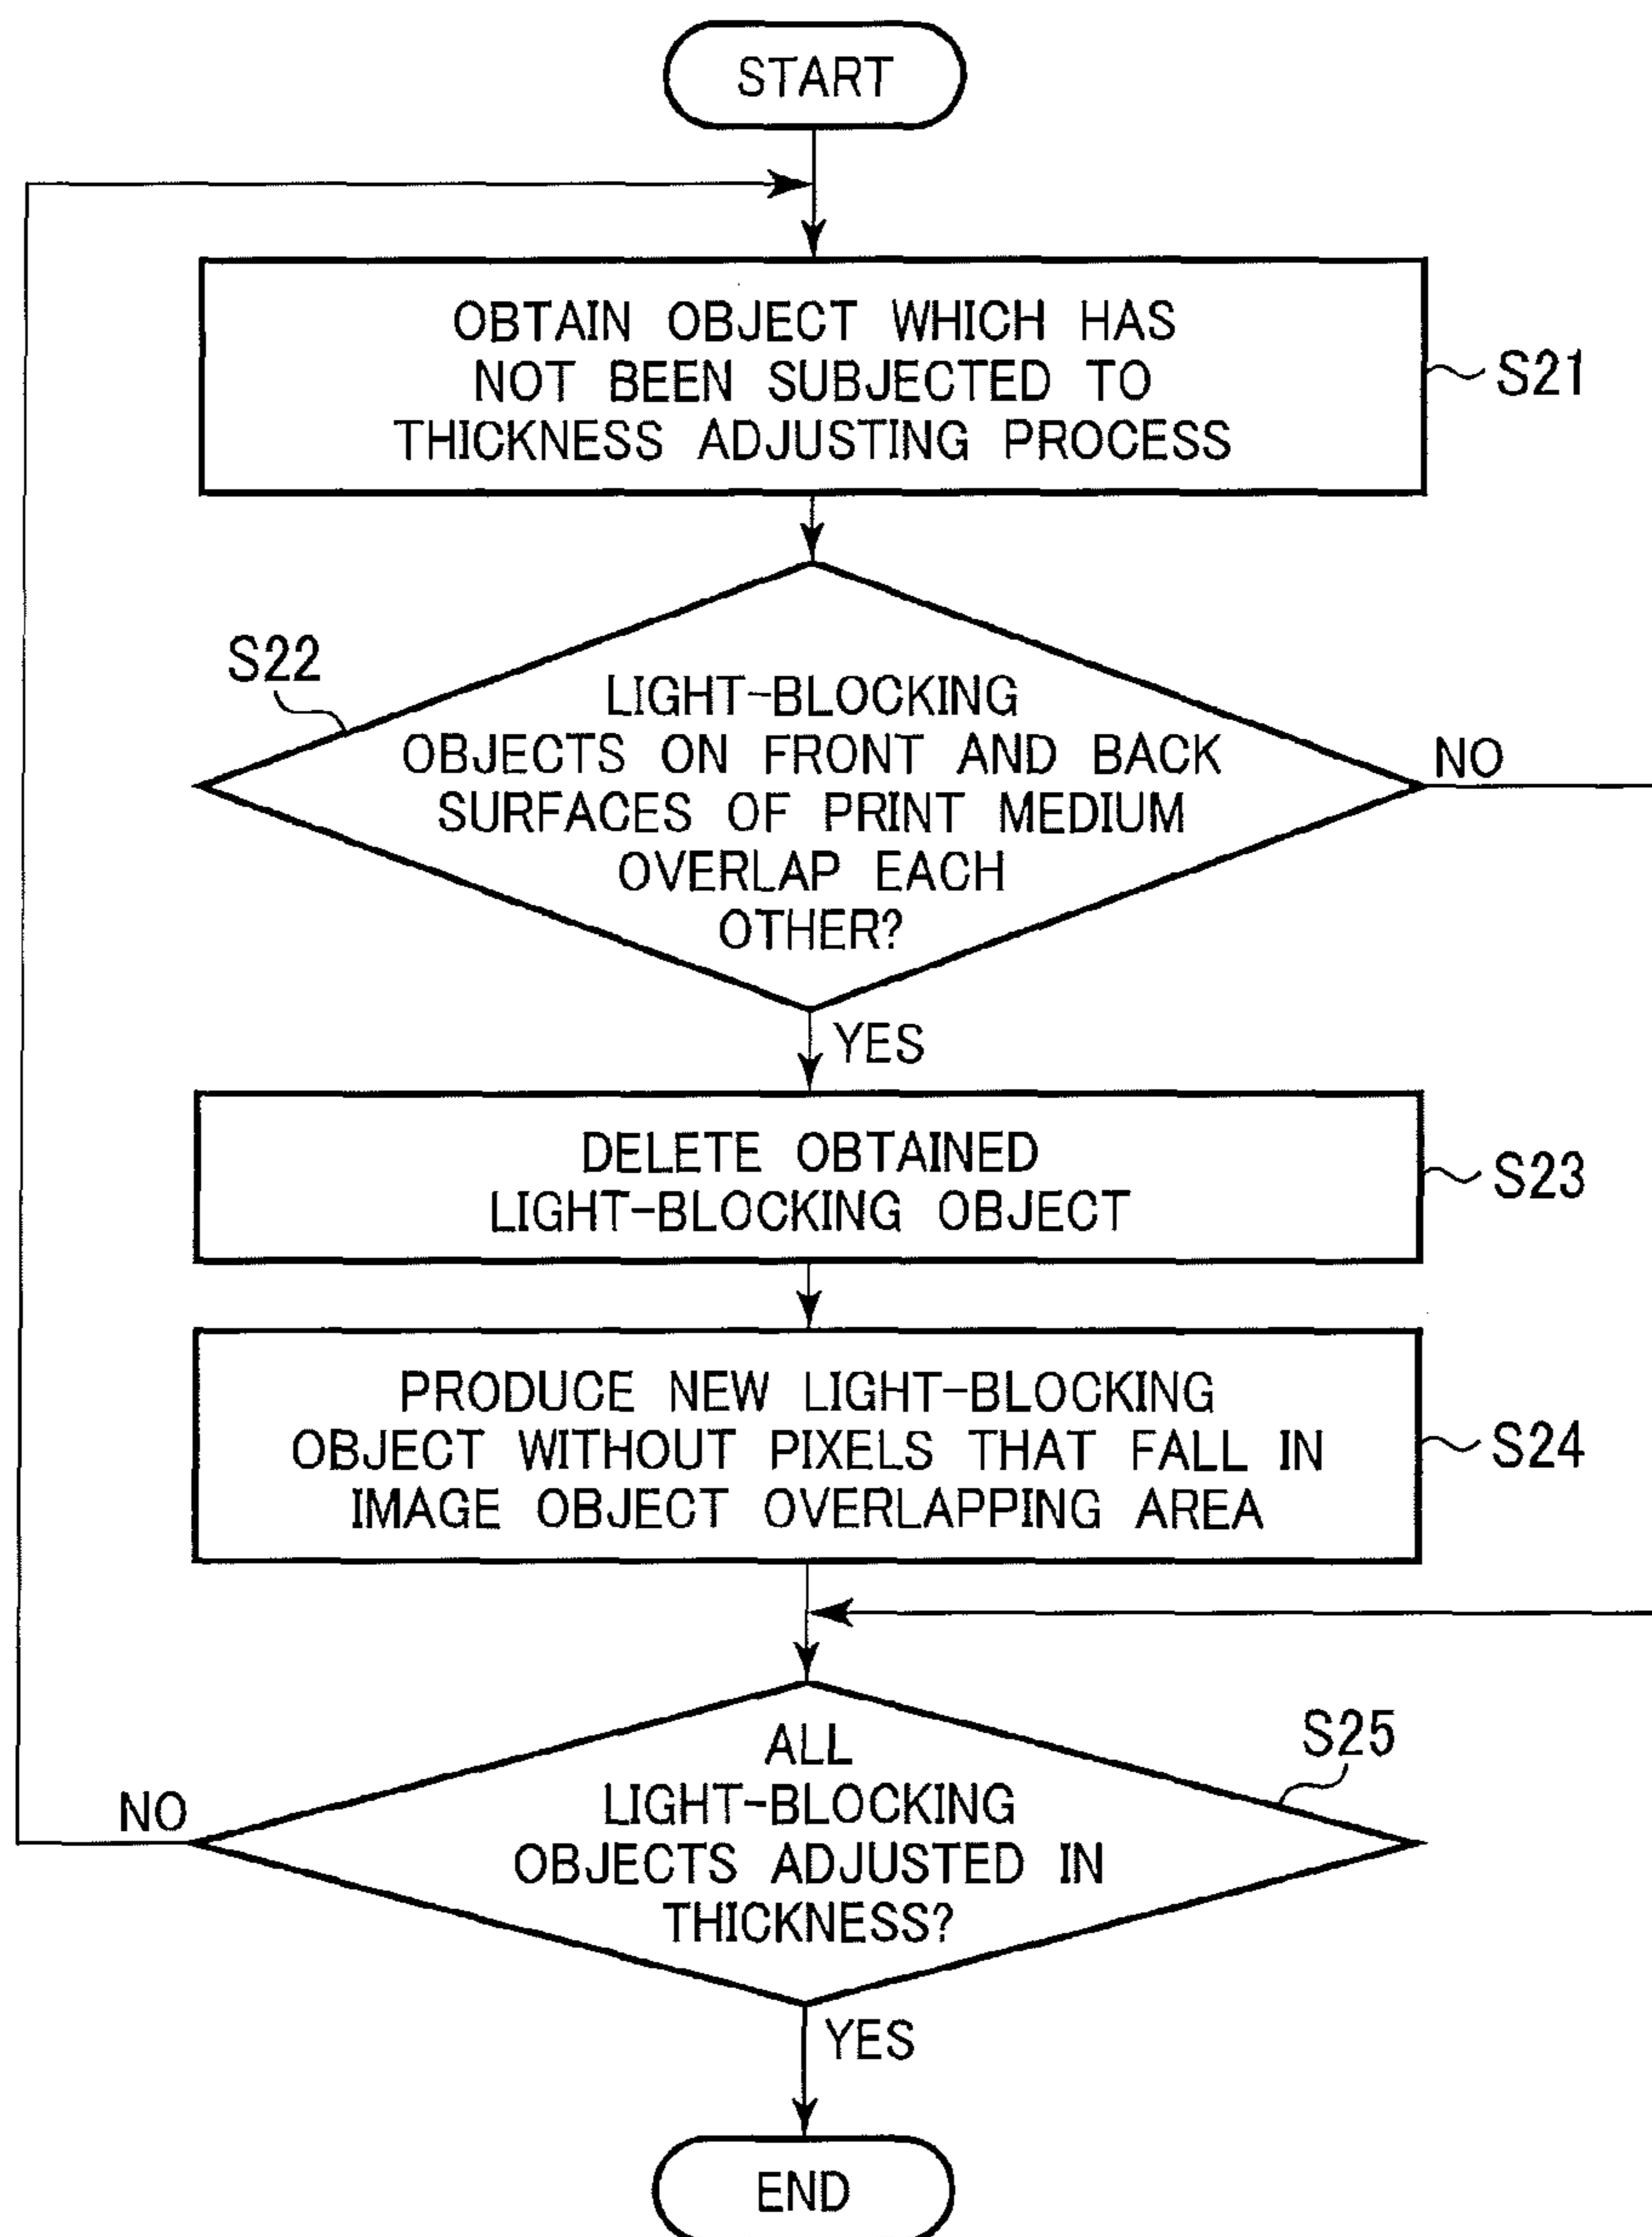 START
OBTAIN OBJECT WHICH HAS
NOT BEEN SUBJECTED TO
THICKNESS ADJUSTING PROCESS
S21
S22
LIGHT-BLOCKING
OBJECTS ON FRONT AND BACK
SURFACES OF PRINT MEDIUM
OVERLAP EACH
OTHER?
NO
YES
DELETE OBTAINED
LIGHT-BLOCKING OBJECT
S23
PRODUCE NEW LIGHT-BLOCKING
OBJECT WITHOUT PIXELS THAT FALL IN
IMAGE OBJECT OVERLAPPING AREA
S24
ALL
LIGHT-BLOCKING
OBJECTS ADJUSTED IN
THICKNESS?
S25
NO
YES
END